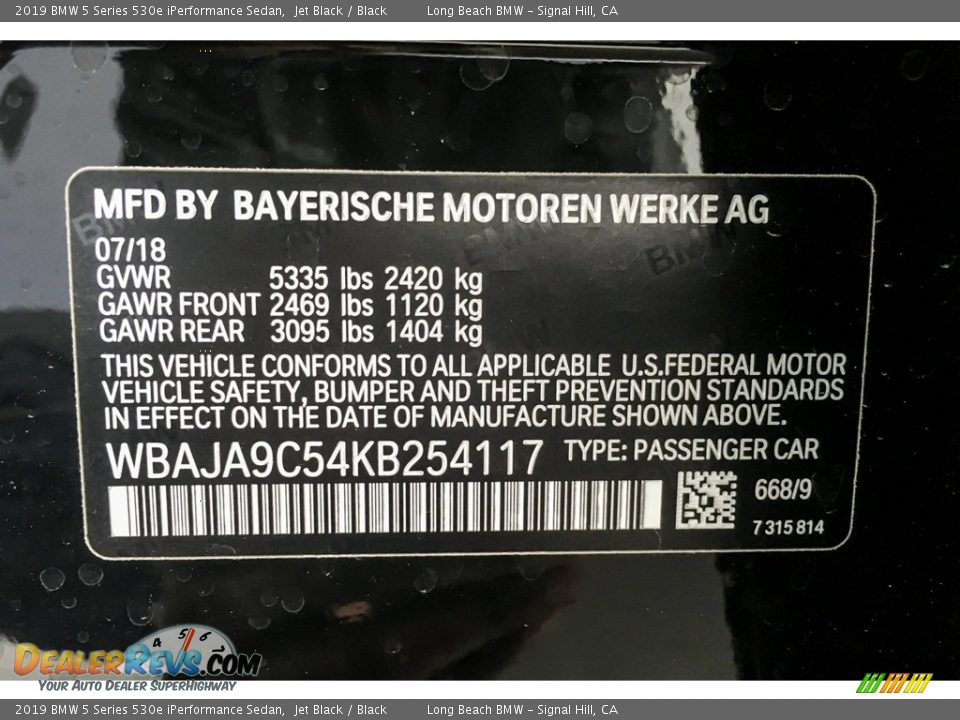 2019 BMW 5 Series 530e iPerformance Sedan, Jet Black / Black Long Beach BMW - Signal Hill, CA
MFD BY BAYERISCHE MOTOREN WERKE AG
07/18
GVWR 5335 lbs 2420 kg
GAWR FRONT 2469 lbs 1120 kg
GAWR REAR 3095 lbs 1404 kg
THIS VEHICLE CONFORMS TO ALL APPLICABLE U.S.FEDERAL MOTOR
VEHICLE SAFETY, BUMPER AND THEFT PREVENTION STANDARDS
IN EFFECT ON THE DATE OF MANUFACTURE SHOWN ABOVE.
WBAJA9C54KB254117 TYPE: PASSENGER CAR
668/9
7 315 814
4 5 6
DEALERREVS.COM
YOUR AUTO DEALER SUPERHIGHWAY
2019 BMW 5 Series 530e iPerformance Sedan, Jet Black / Black Long Beach BMW - Signal Hill, CA